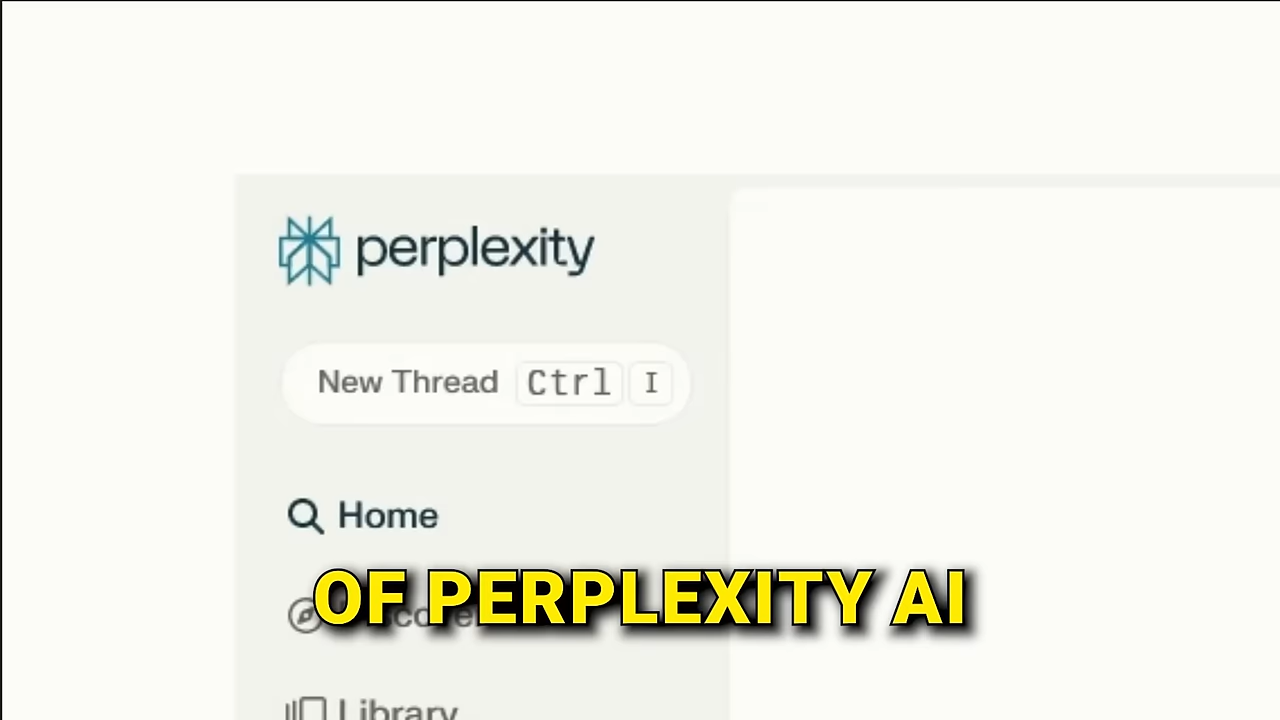 perplexity
New Thread Ctrl I
Home
OF PERPLEXITY AI
Library